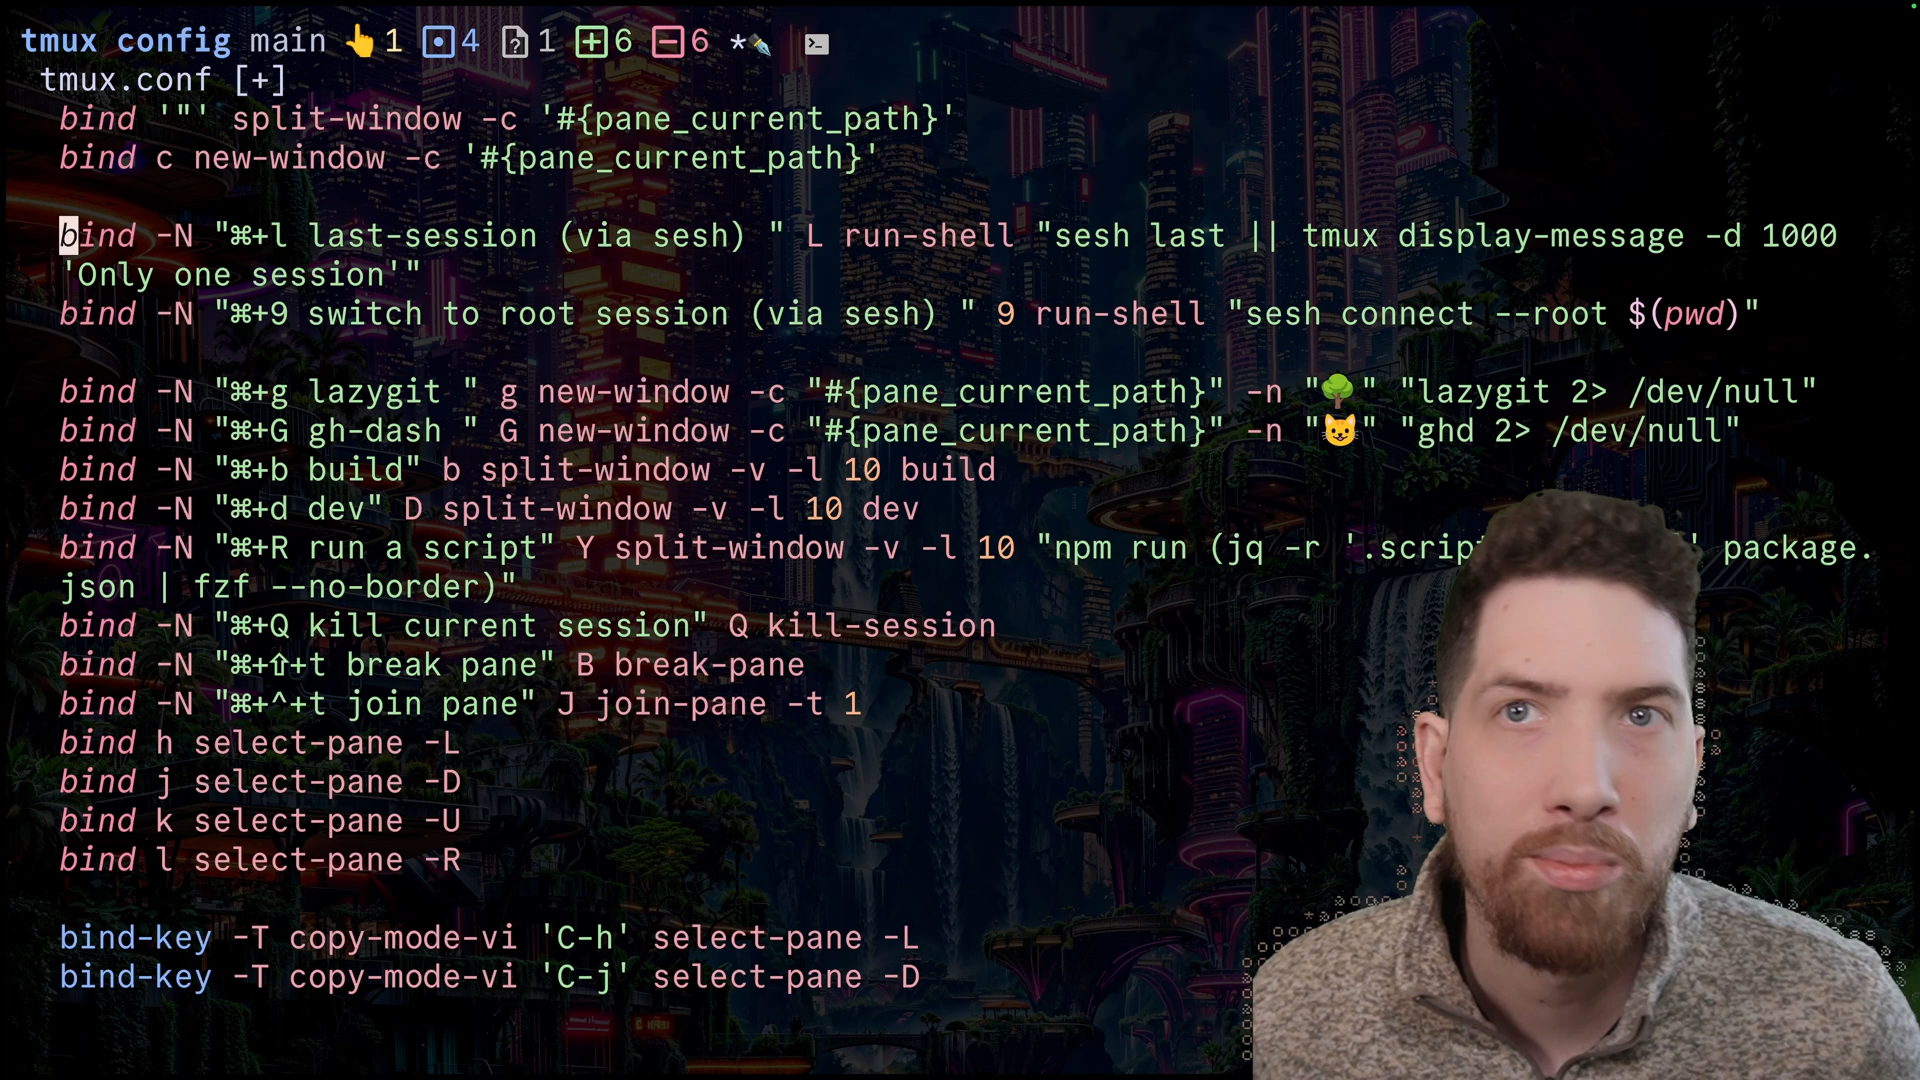 tmux config main 👆1 4 1 6 6 *
tmux.conf [+]
bind '"' split-window -c '#{pane_current_path}'
bind c new-window -c '#{pane_current_path}'
bind -N "⌘+l last-session (via sesh) " L run-shell "sesh last || tmux display-message -d 1000
'Only one session'"
bind -N "⌘+9 switch to root session (via sesh) " 9 run-shell "sesh connect --root $(pwd)"
bind -N "⌘+g lazygit " g new-window -c "#{pane_current_path}" -n "🌳" "lazygit 2> /dev/null"
bind -N "⌘+G gh-dash " G new-window -c "#{pane_current_path}" -n "😺" "ghd 2> /dev/null"
bind -N "⌘+b build" b split-window -v -l 10 build
bind -N "⌘+d dev" D split-window -v -l 10 dev
bind -N "⌘+R run a script" Y split-window -v -l 10 "npm run (jq -r '.scrip ' package.
json | fzf --no-border)"
bind -N "⌘+Q kill current session" Q kill-session
bind -N "⌘+⇧+t break pane" B break-pane
bind -N "⌘+^+t join pane" J join-pane -t 1
bind h select-pane -L
bind j select-pane -D
bind k select-pane -U
bind l select-pane -R
bind-key -T copy-mode-vi 'C-h' select-pane -L
bind-key -T copy-mode-vi 'C-j' select-pane -D